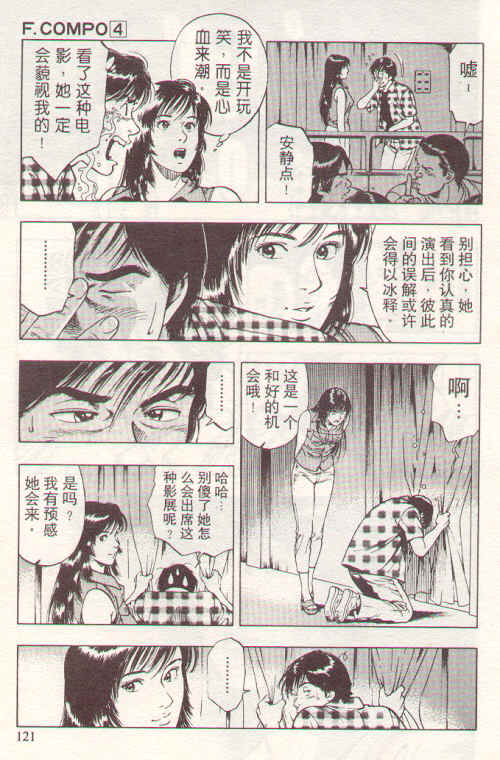 F. COMPO 4
嘘!
安静点!
我不是开玩
笑,而是心
血来潮。
看了这种电
影,她一定
会藐视我的!
别担心,她
看到你认真的
演出后,彼此
间的误解或许
会得以冰释。
…………
啊…
这是一个
和好的机
会哦!
………
哈哈…
别傻了她怎
么会出席这
种影展呢?
是吗?
我有预感
她会来。
………
121